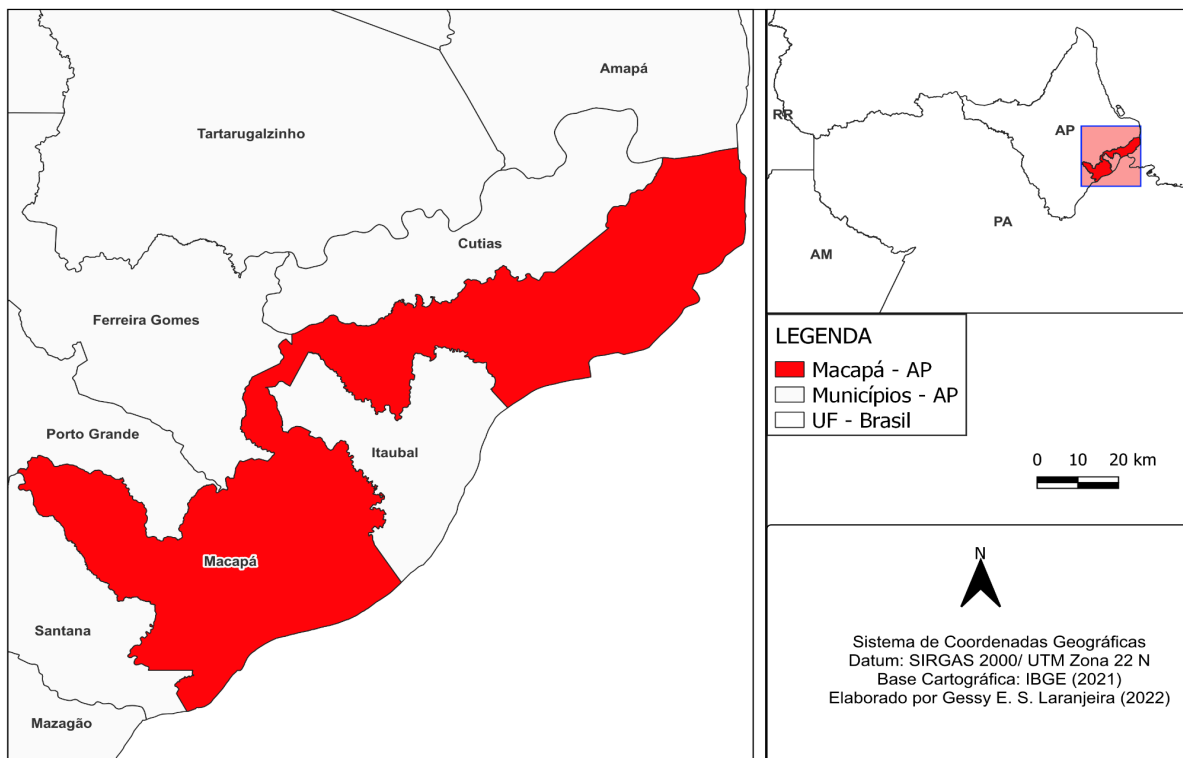 Amapá
Tartarugalzinho
Cutias
Ferreira Gomes
Porto Grande
Itaubal
Macapá
Santana
Mazagão
RR
AP
PA
AM
LEGENDA
Macapá - AP
Municípios - AP
UF - Brasil
0 10 20 km
N
Sistema de Coordenadas Geográficas
Datum: SIRGAS 2000/ UTM Zona 22 N
Base Cartográfica: IBGE (2021)
Elaborado por Gessy E. S. Laranjeira (2022)